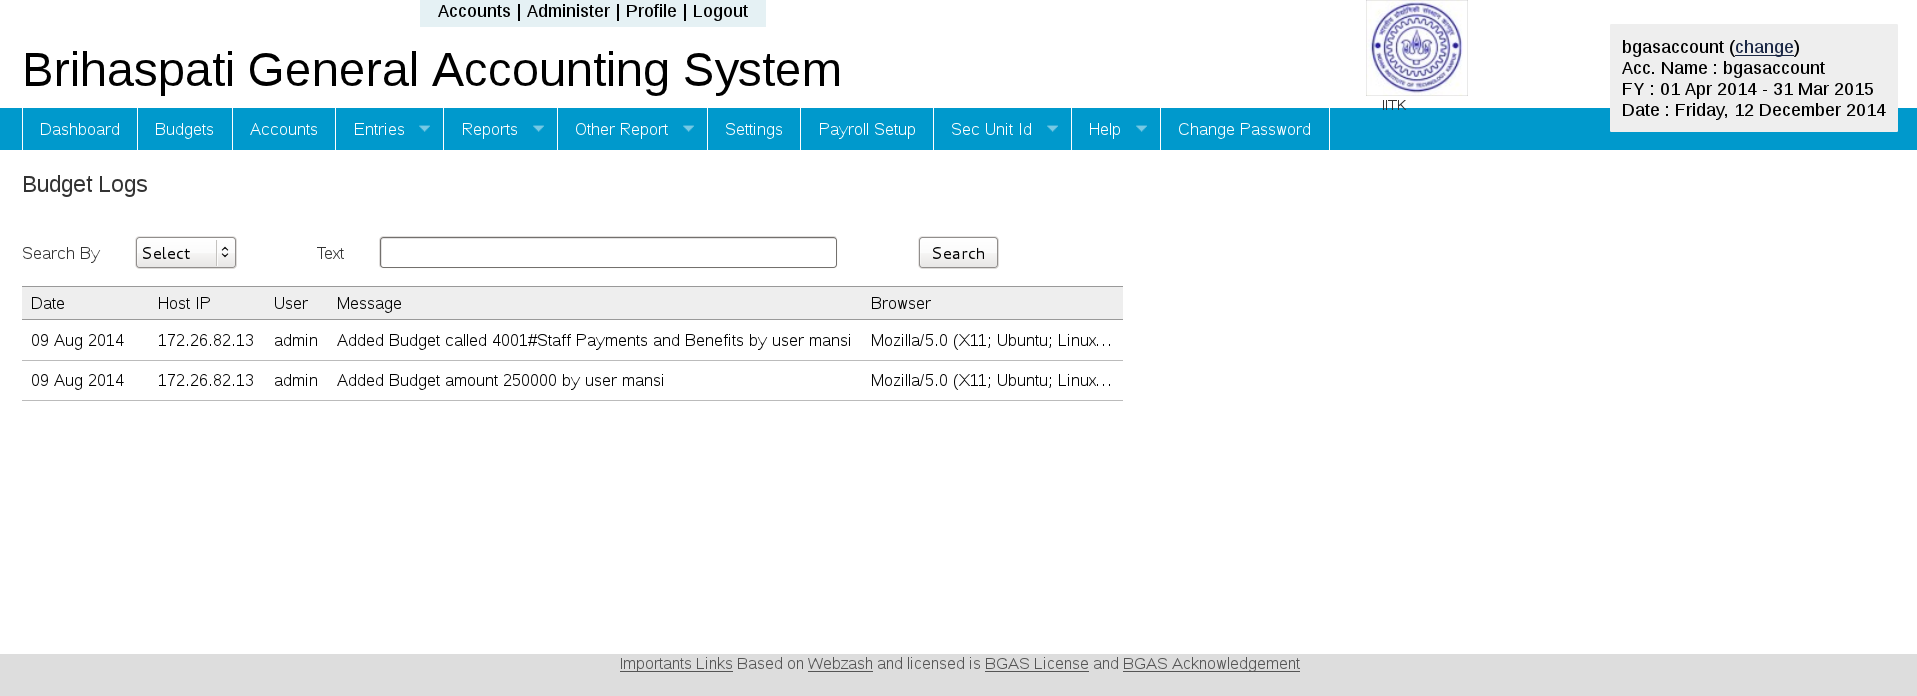 Accounts | Administer | Profile | Logout
Brihaspati General Accounting System
IITK
bgasaccount (change)
Acc. Name : bgasaccount
FY : 01 Apr 2014 - 31 Mar 2015
Date : Friday, 12 December 2014
Dashboard Budgets Accounts Entries Reports Other Report Settings Payroll Setup Sec Unit Id Help Change Password
Budget Logs
Search By Select Text Search
Date Host IP User Message Browser
09 Aug 2014 172.26.82.13 admin Added Budget called 4001#Staff Payments and Benefits by user mansi Mozilla/5.0 (X11; Ubuntu; Linux...
09 Aug 2014 172.26.82.13 admin Added Budget amount 250000 by user mansi Mozilla/5.0 (X11; Ubuntu; Linux...
Importants Links Based on Webzash and licensed is BGAS License and BGAS Acknowledgement